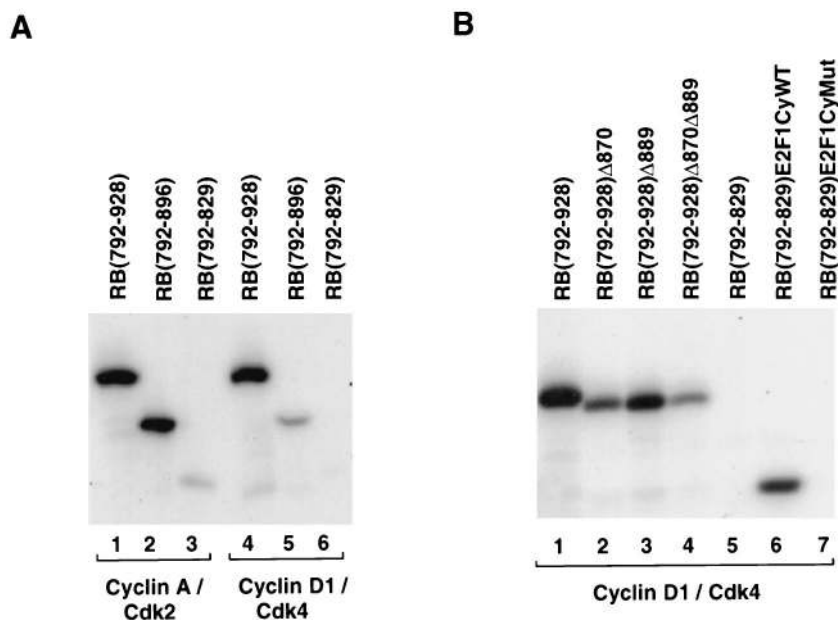 A
B
RB(792-928)
RB(792-896)
RB(792-829)
RB(792-928)
RB(792-896)
RB(792-829)
RB(792-928)
RB(792-928)Δ870
RB(792-928)Δ889
RB(792-928)Δ870Δ889
RB(792-829)
RB(792-829)E2F1CyWT
RB(792-829)E2F1CyMut
1 2 3 4 5 6
Cyclin A /
Cdk2
Cyclin D1 /
Cdk4
1 2 3 4 5 6 7
Cyclin D1 / Cdk4